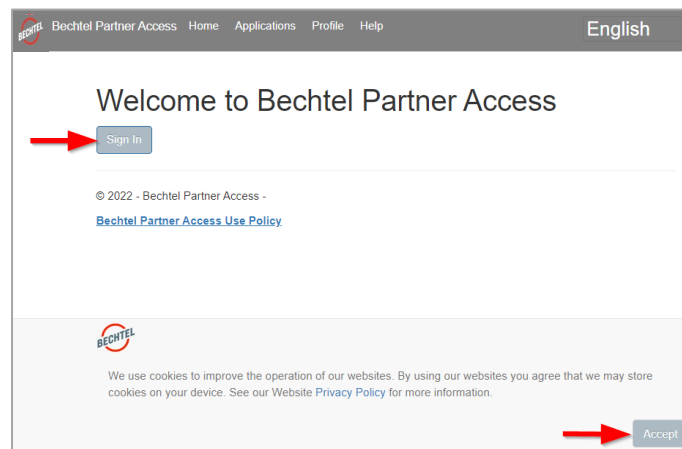 BECHTEL Bechtel Partner Access Home Applications Profile Help English
Welcome to Bechtel Partner Access
Sign In
© 2022 - Bechtel Partner Access -
Bechtel Partner Access Use Policy
BECHTEL
We use cookies to improve the operation of our websites. By using our websites you agree that we may store
cookies on your device. See our Website Privacy Policy for more information.
Accept